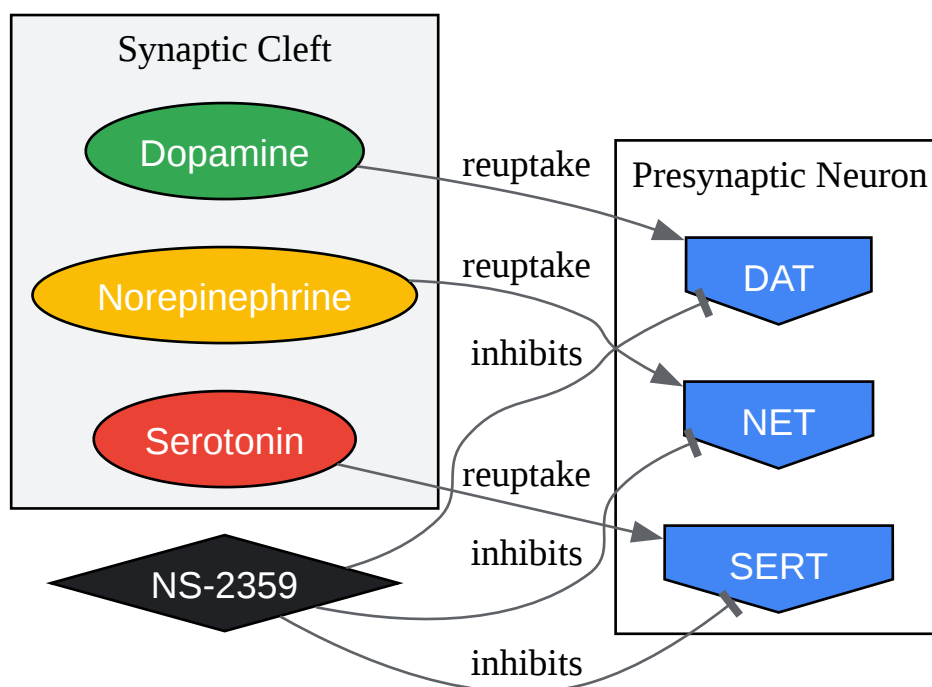 Synaptic Cleft
Dopamine
reuptake
Presynaptic Neuron
DAT
Norepinephrine
reuptake
inhibits
NET
Serotonin
reuptake
inhibits
SERT
NS-2359
inhibits